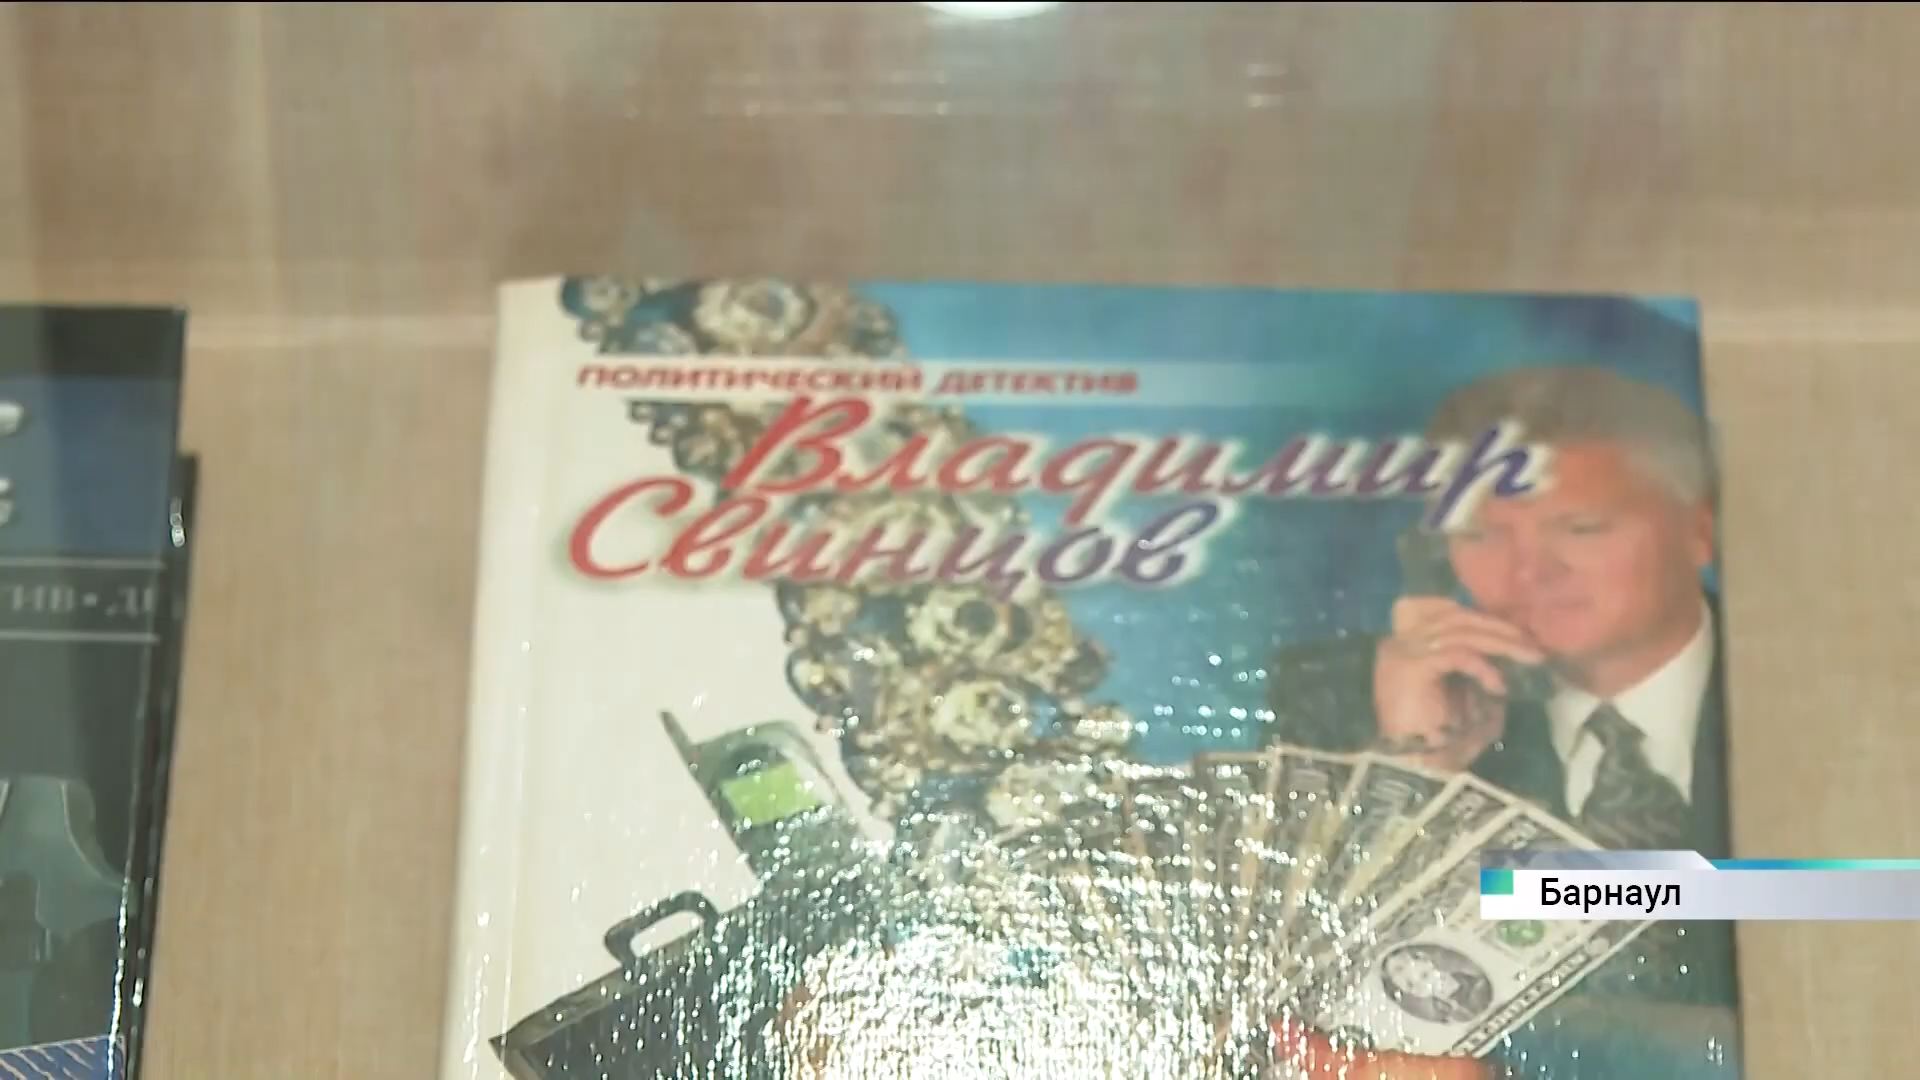 ПОЛИТИЧЕСКИЙ ДЕТЕКТИВ
Владимир
Свинцов
Барнаул